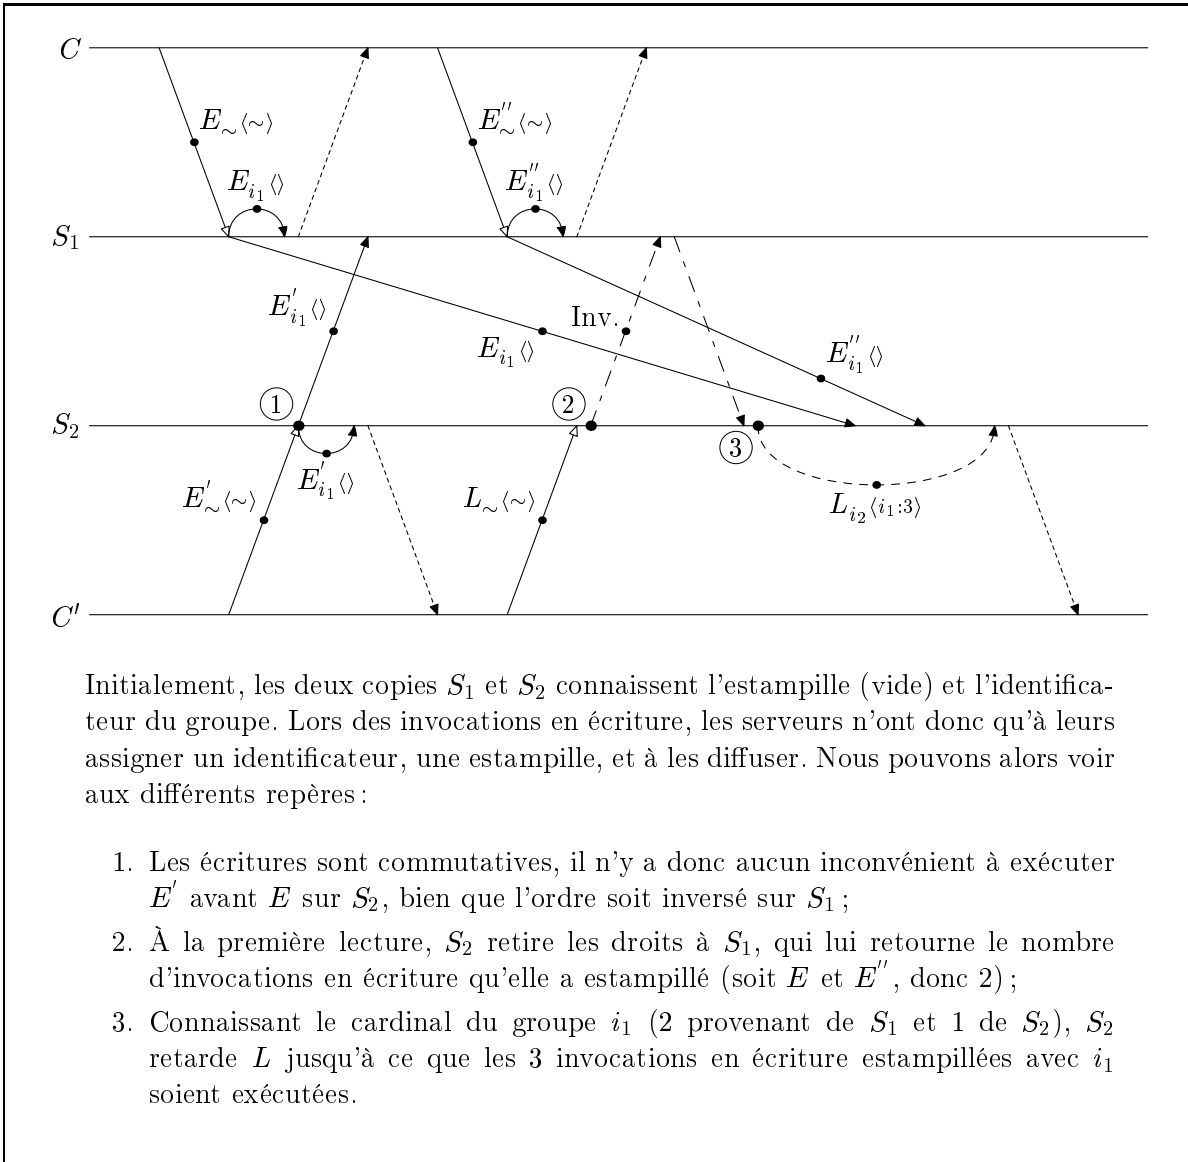 C
E∼⟨∼⟩
E''∼⟨∼⟩
Ei1⟨⟩
E''i1⟨⟩
S1
E'i1⟨⟩
Inv.
Ei1⟨⟩
E''i1⟨⟩
1
2
S2
3
E'∼⟨∼⟩
E'i1⟨⟩
L∼⟨∼⟩
Li2⟨i1:3⟩
C'
Initialement, les deux copies S1 et S2 connaissent l'estampille (vide) et l'identifica-
teur du groupe. Lors des invocations en écriture, les serveurs n'ont donc qu'à leurs
assigner un identificateur, une estampille, et à les diffuser. Nous pouvons alors voir
aux différents repères :
1. Les écritures sont commutatives, il n'y a donc aucun inconvénient à exécuter
E' avant E sur S2, bien que l'ordre soit inversé sur S1 ;
2. À la première lecture, S2 retire les droits à S1, qui lui retourne le nombre
d'invocations en écriture qu'elle a estampillé (soit E et E'', donc 2) ;
3. Connaissant le cardinal du groupe i1 (2 provenant de S1 et 1 de S2), S2
retarde L jusqu'à ce que les 3 invocations en écriture estampillées avec i1
soient exécutées.